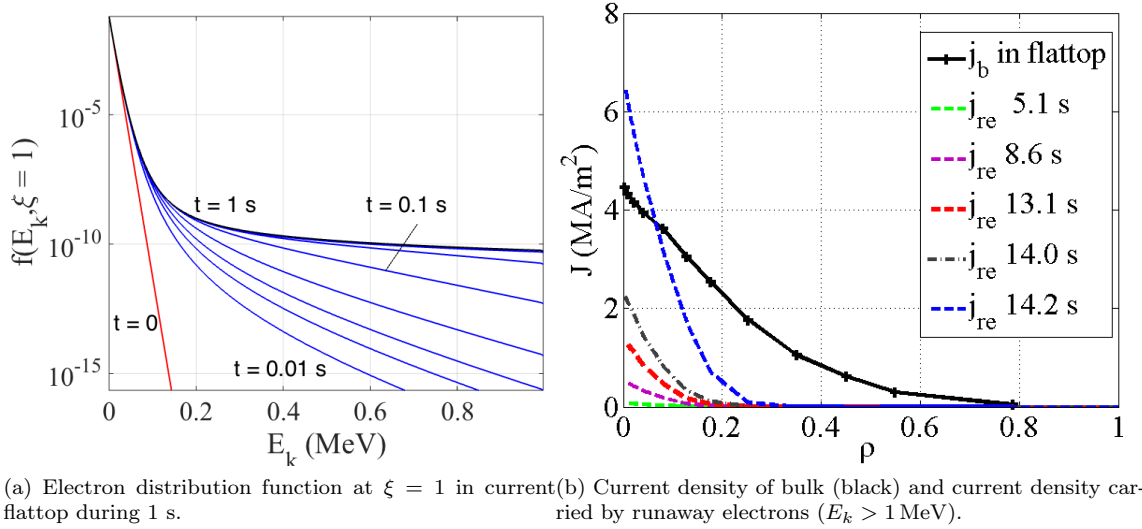 f(E_k,ξ = 1)
10^-5
10^-10
10^-15
t = 1 s
t = 0.1 s
t=0
t = 0.01 s
0 0.2 0.4 0.6 0.8
E_k (MeV)
J (MA/m^2)
8
6
4
2
0
j_b in flattop
j_re 5.1 s
j_re 8.6 s
j_re 13.1 s
j_re 14.0 s
j_re 14.2 s
0 0.2 0.4 0.6 0.8 1
ρ
(a) Electron distribution function at ξ = 1 in current
flattop during 1 s.
(b) Current density of bulk (black) and current density car-
ried by runaway electrons (E_k > 1 MeV).